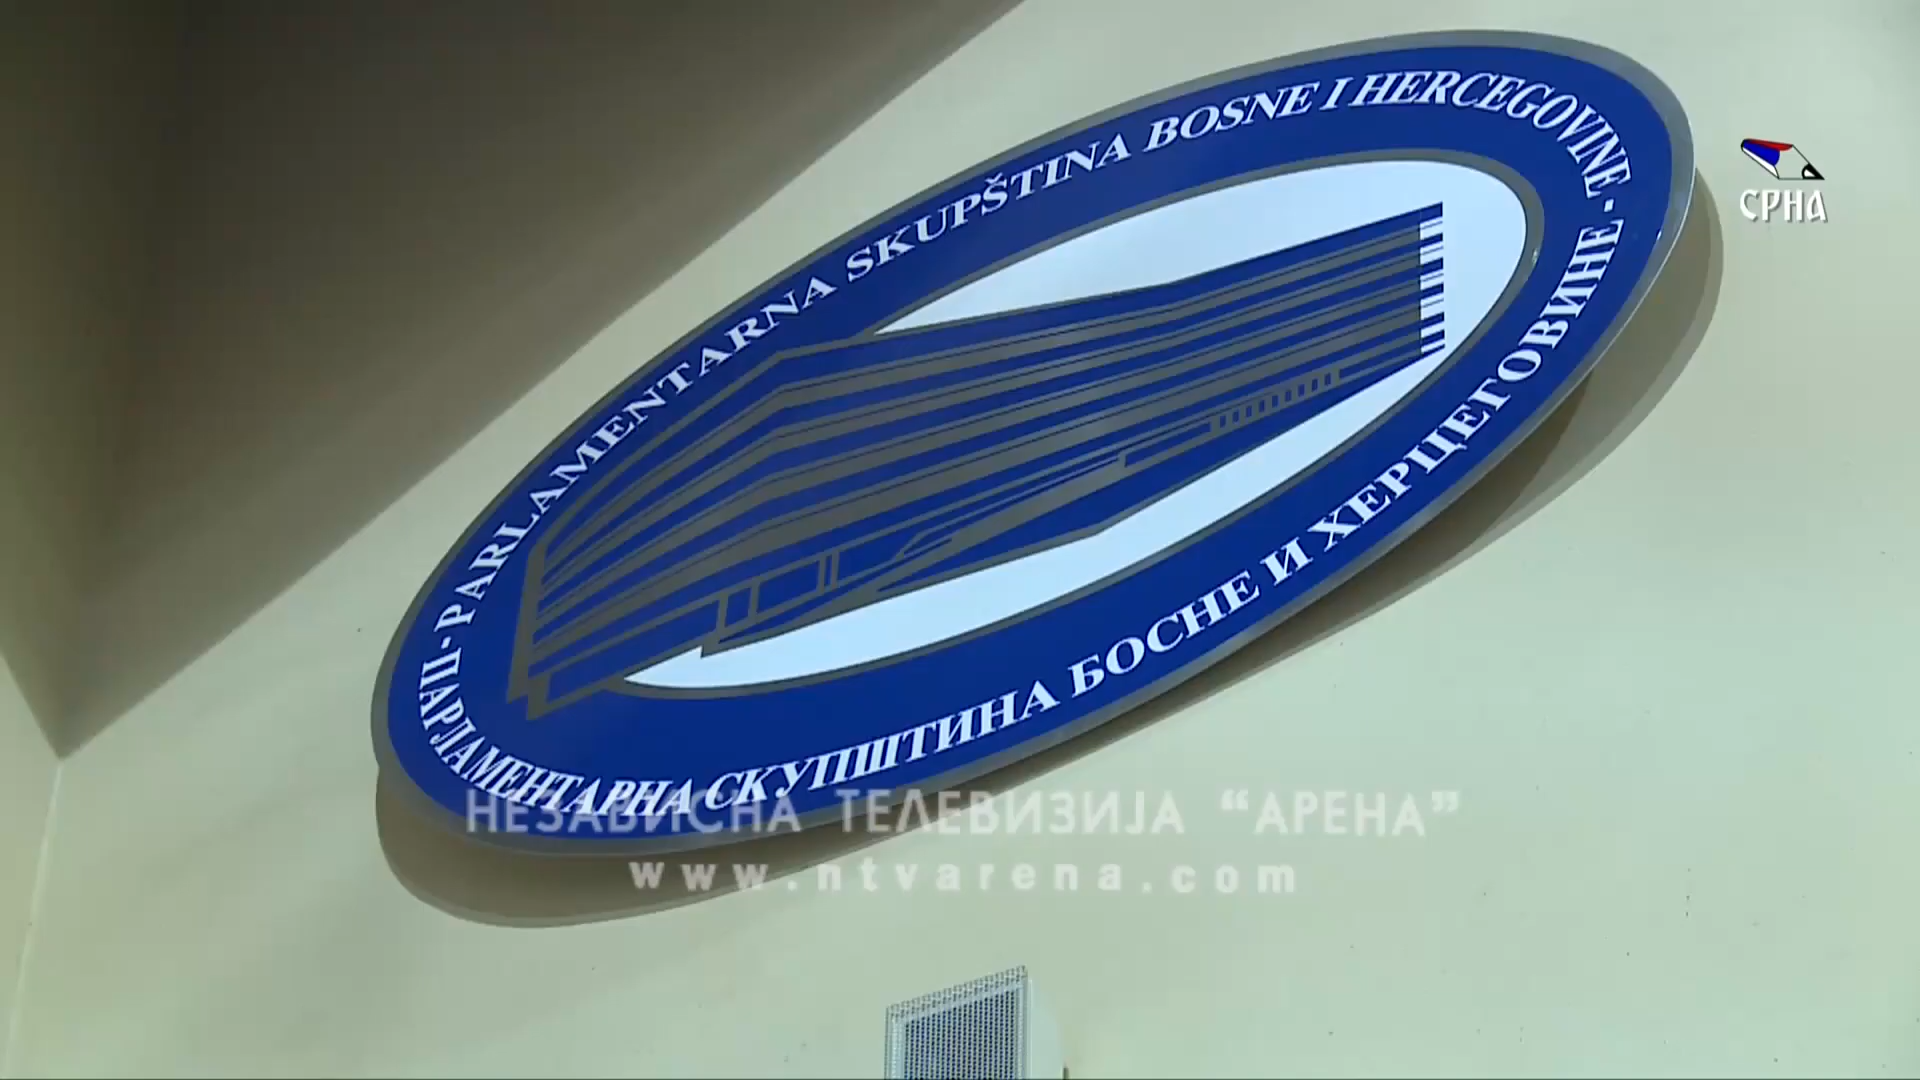 PARLAMENTARNA SKUPŠTINA BOSNE I HERCEGOVINE -
ПАРЛАМЕНТАРНА СКУПШТИНА БОСНЕ И ХЕРЦЕГОВИНЕ -
СРНА
НЕЗАВИСНА ТЕЛЕВИЗИЈА “АРЕНА”
www.ntvarena.com